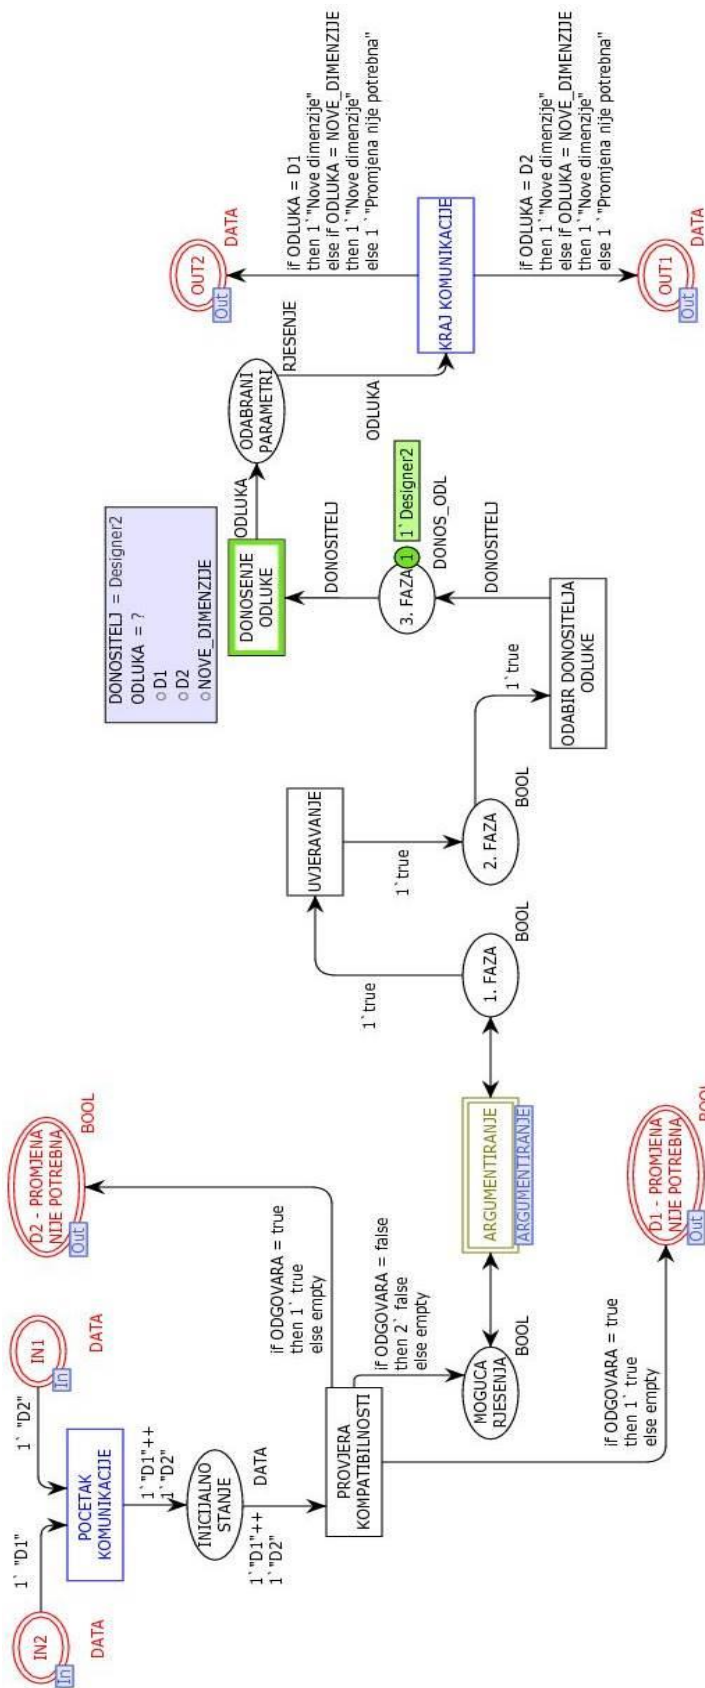 IN2
In
DATA
1`"D1"
IN1
In
DATA
1`"D2"
POCETAK
KOMUNIKACIJE
1`"D1"++
1`"D2"
INICIJALNO
STANJE
DATA
1`"D1"++
1`"D2"
PROVJERA
KOMPATIBILNOSTI
D2 - PROMJENA
NIJE POTREBNA
Out
BOOL
if ODGOVARA = true
then 1` true
else empty
if ODGOVARA = false
then 2` false
else empty
MOGUCA
RJESENJA
BOOL
if ODGOVARA = true
then 1` true
else empty
D1 - PROMJENA
NIJE POTREBNA
Out
BOOL
ARGUMENTIRANJE
ARGUMENTIRANJE
1. FAZA
BOOL
1`true
UVJERAVANJE
1`true
2. FAZA
BOOL
1`true
ODABIR DONOSITELJA
ODLUKE
DONOSITELJ
3. FAZA
1
1`Designer2
DONOS_ODL
DONOSITELJ
DONOSENJE
ODLUKE
DONOSITELJ = Designer2
ODLUKA = ?
D1
D2
NOVE_DIMENZIJE
ODLUKA
ODABRANI
PARAMETRI
RJESENJE
ODLUKA
KRAJ KOMUNIKACIJE
if ODLUKA = D1
then 1`"Nove dimenzije"
else if ODLUKA = NOVE_DIMENZIJE
then 1`"Nove dimenzije"
else 1`"Promjena nije potrebna"
OUT2
Out
DATA
if ODLUKA = D2
then 1`"Nove dimenzije"
else if ODLUKA = NOVE_DIMENZIJE
then 1`"Nove dimenzije"
else 1`"Promjena nije potrebna"
OUT1
Out
DATA